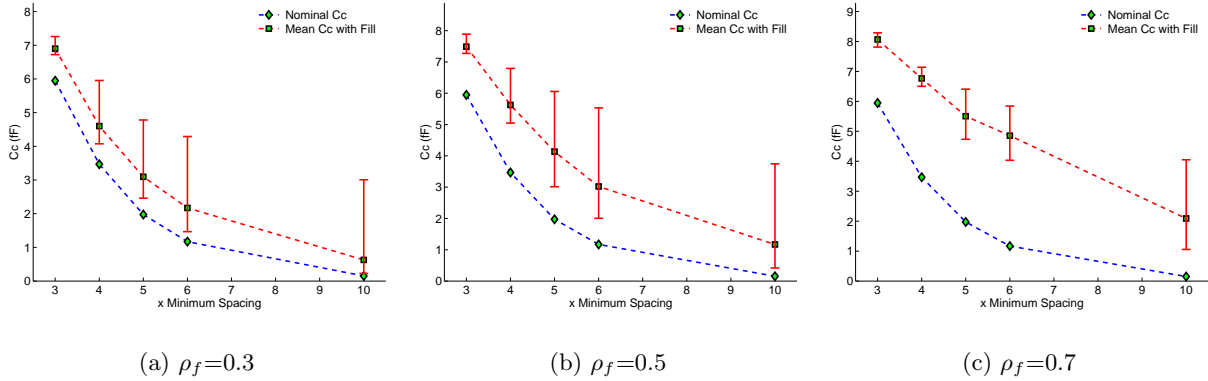 8
7
6
5
4
3
2
1
0
Cc (fF)
3 4 5 6 7 8 9 10
x Minimum Spacing
Nominal Cc
Mean Cc with Fill
(a) ρf=0.3
8
7
6
5
4
3
2
1
0
Cc (fF)
3 4 5 6 7 8 9 10
x Minimum Spacing
Nominal Cc
Mean Cc with Fill
(b) ρf=0.5
9
8
7
6
5
4
3
2
1
0
Cc (fF)
3 4 5 6 7 8 9 10
x Minimum Spacing
Nominal Cc
Mean Cc with Fill
(c) ρf=0.7